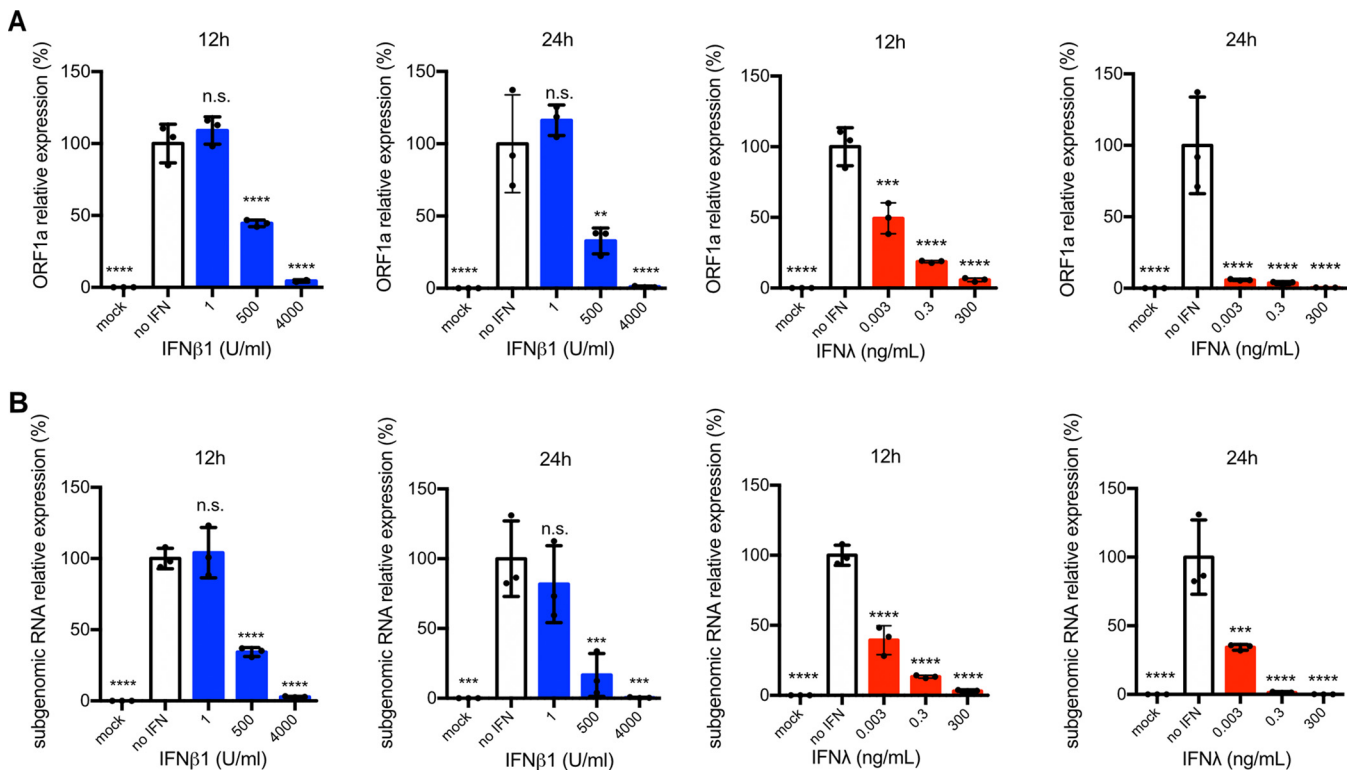 A
12h
ORF1a relative expression (%)
150
100
50
0
****
n.s.
****
****
mock
no IFN
1
500
4000
IFNβ1 (U/ml)
24h
ORF1a relative expression (%)
150
100
50
0
****
n.s.
**
****
mock
no IFN
1
500
4000
IFNβ1 (U/ml)
12h
ORF1a relative expression (%)
150
100
50
0
****
***
****
****
mock
no IFN
0.003
0.3
300
IFNλ (ng/mL)
24h
ORF1a relative expression (%)
150
100
50
0
****
****
****
****
mock
no IFN
0.003
0.3
300
IFNλ (ng/mL)
B
12h
subgenomic RNA relative expression (%)
150
100
50
0
****
n.s.
****
****
mock
no IFN
1
500
4000
IFNβ1 (U/ml)
24h
subgenomic RNA relative expression (%)
150
100
50
0
***
n.s.
***
***
mock
no IFN
1
500
4000
IFNβ1 (U/ml)
12h
subgenomic RNA relative expression (%)
150
100
50
0
****
****
****
****
mock
no IFN
0.003
0.3
300
IFNλ (ng/mL)
24h
subgenomic RNA relative expression (%)
150
100
50
0
****
***
****
****
mock
no IFN
0.003
0.3
300
IFNλ (ng/mL)